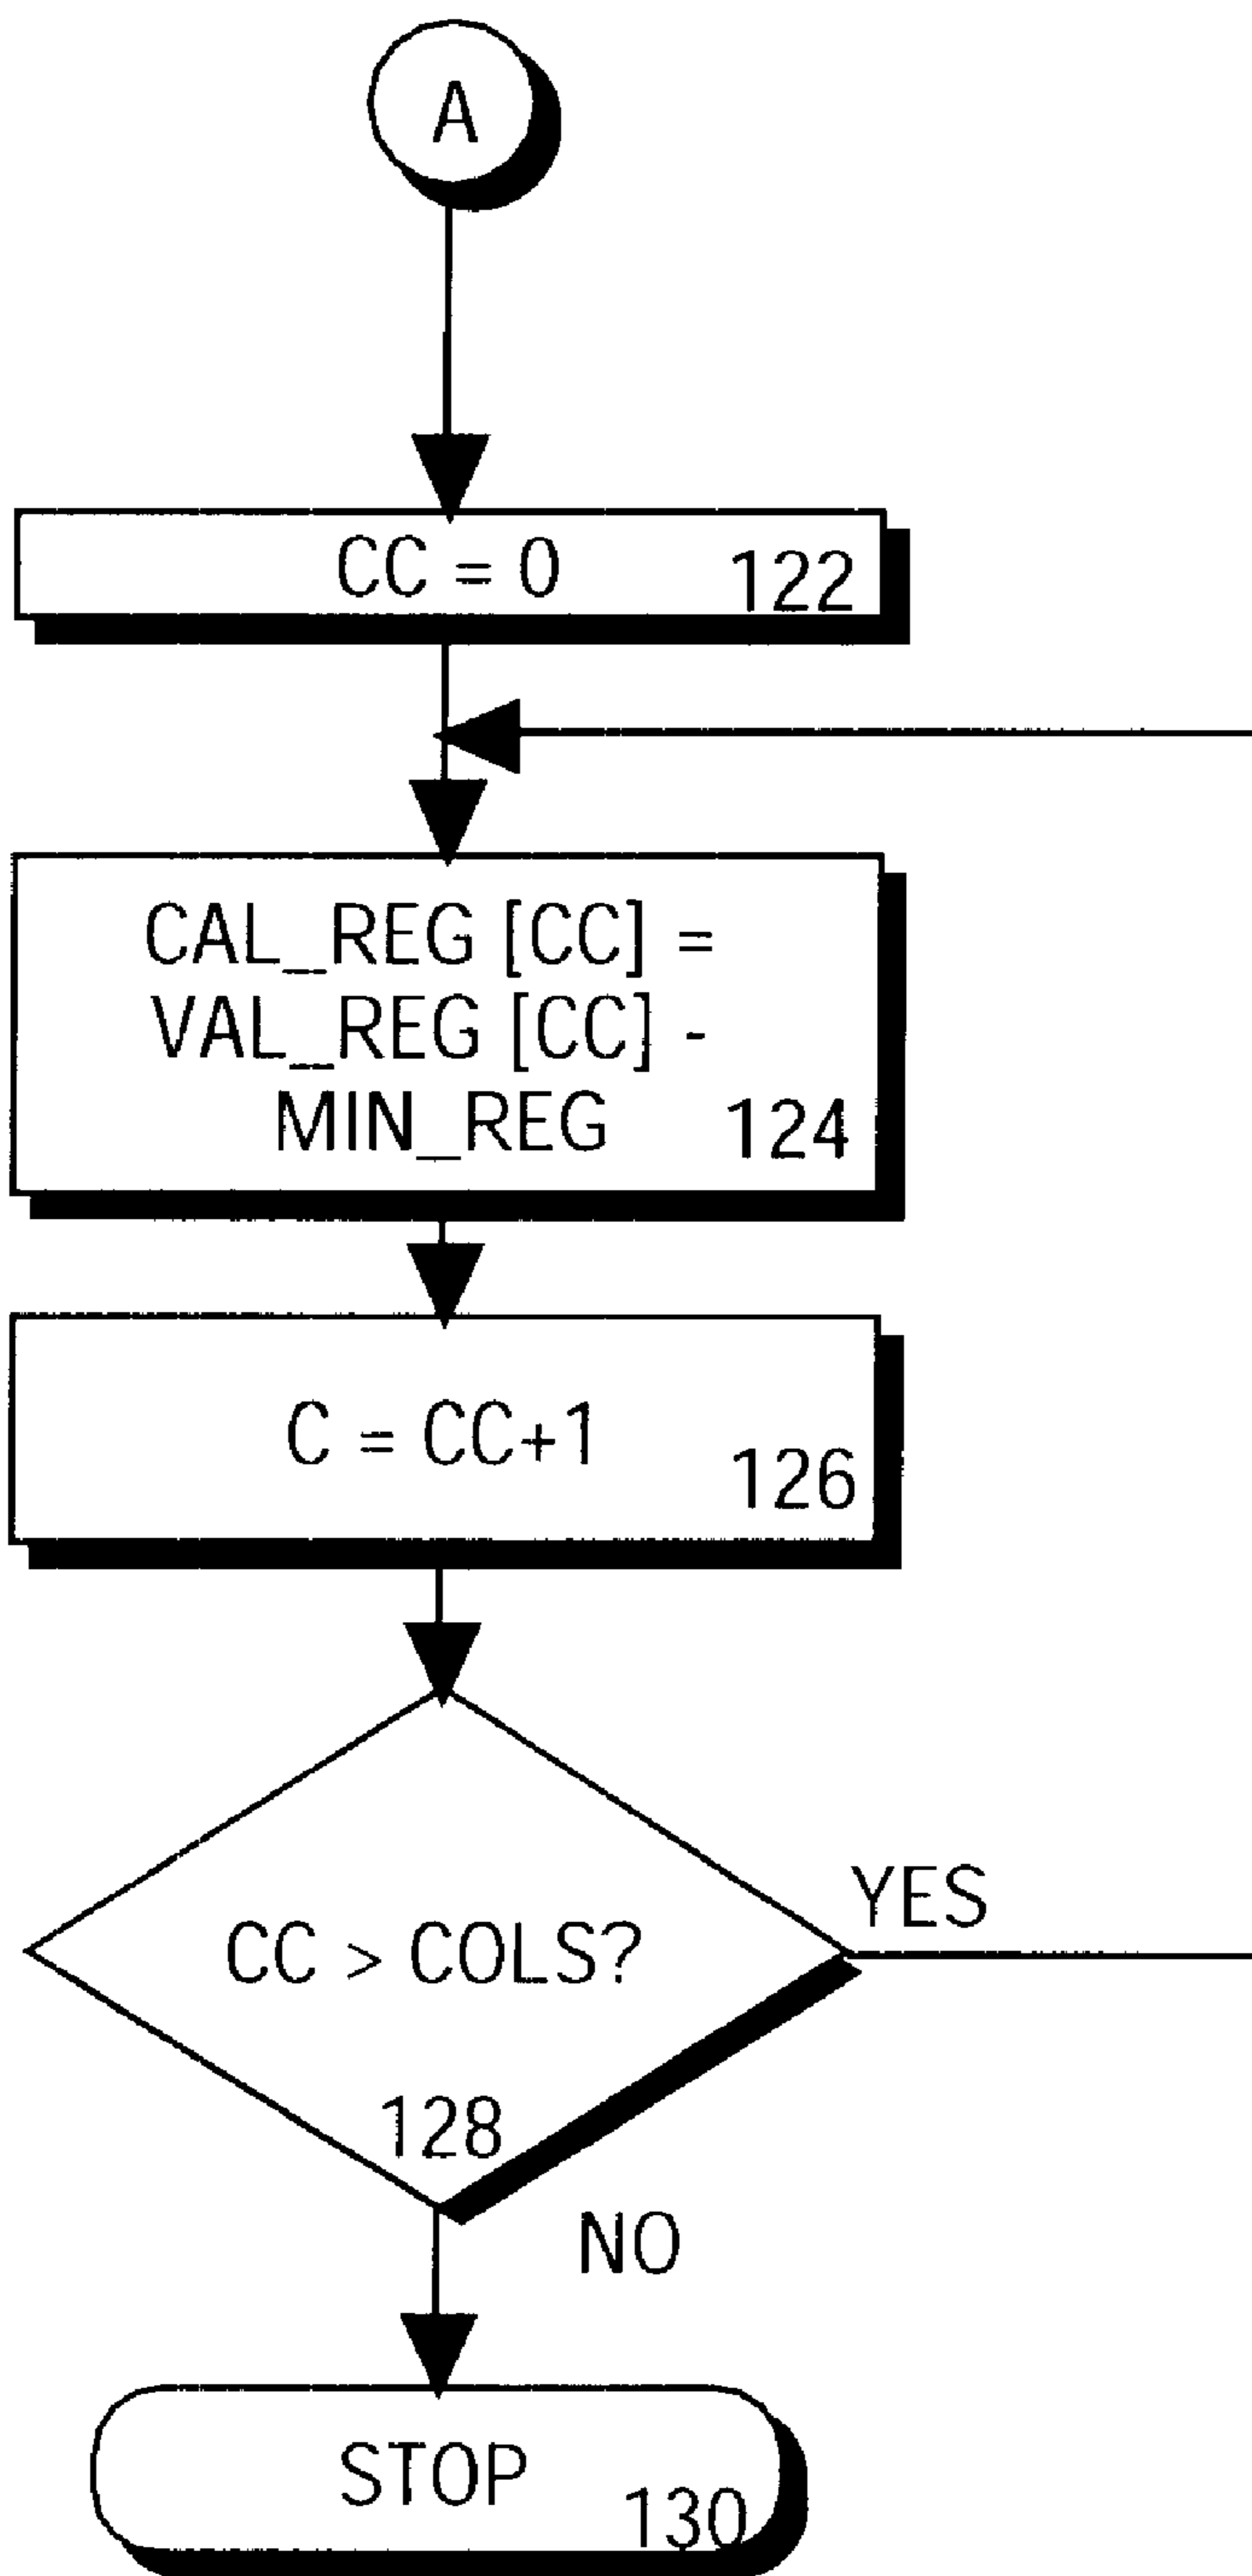 A
CC = 0 122
CAL_REG [CC] =
VAL_REG [CC] -
MIN_REG 124
C = CC+1
126
CC > COLS?
YES
128
NO
STOP
130